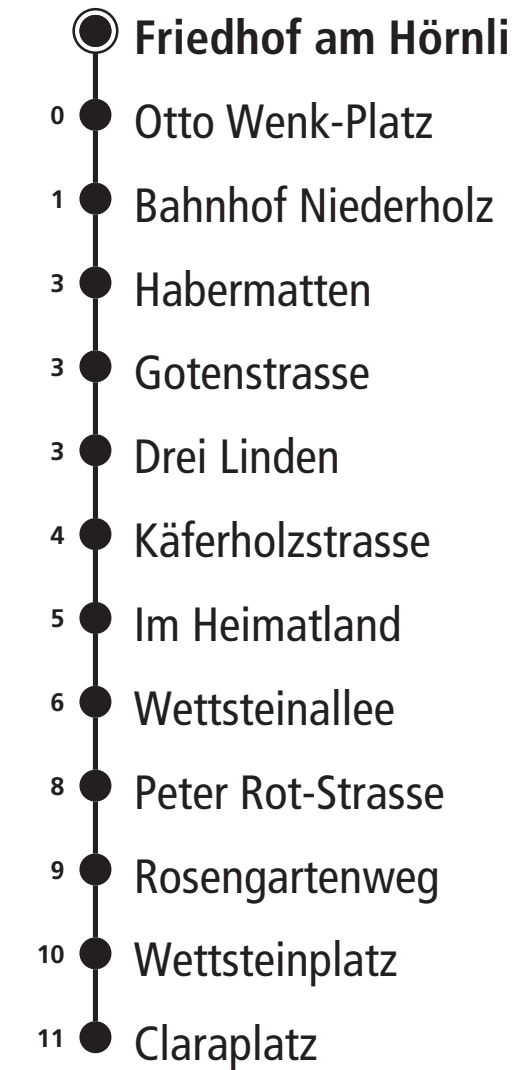 Friedhof am Hörnli
0 Otto Wenk-Platz
1 Bahnhof Niederholz
3 Habermatten
3 Gotenstrasse
3 Drei Linden
4 Käferholzstrasse
5 Im Heimatland
6 Wettsteinallee
8 Peter Rot-Strasse
9 Rosengartenweg
10 Wettsteinplatz
11 Claraplatz